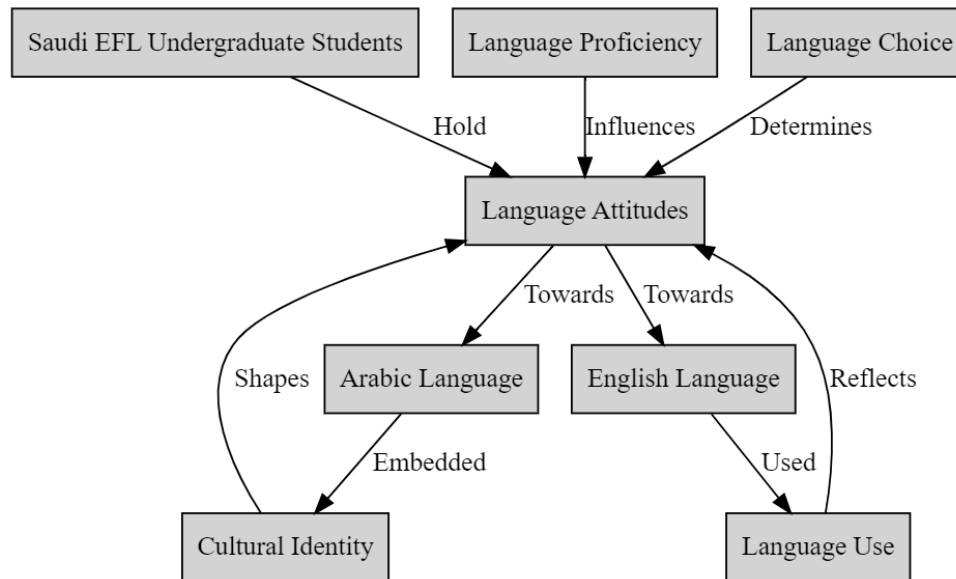 Saudi EFL Undergraduate Students
Language Proficiency
Language Choice
Hold
Influences
Determines
Language Attitudes
Towards
Towards
Shapes
Arabic Language
English Language
Reflects
Embedded
Used
Cultural Identity
Language Use